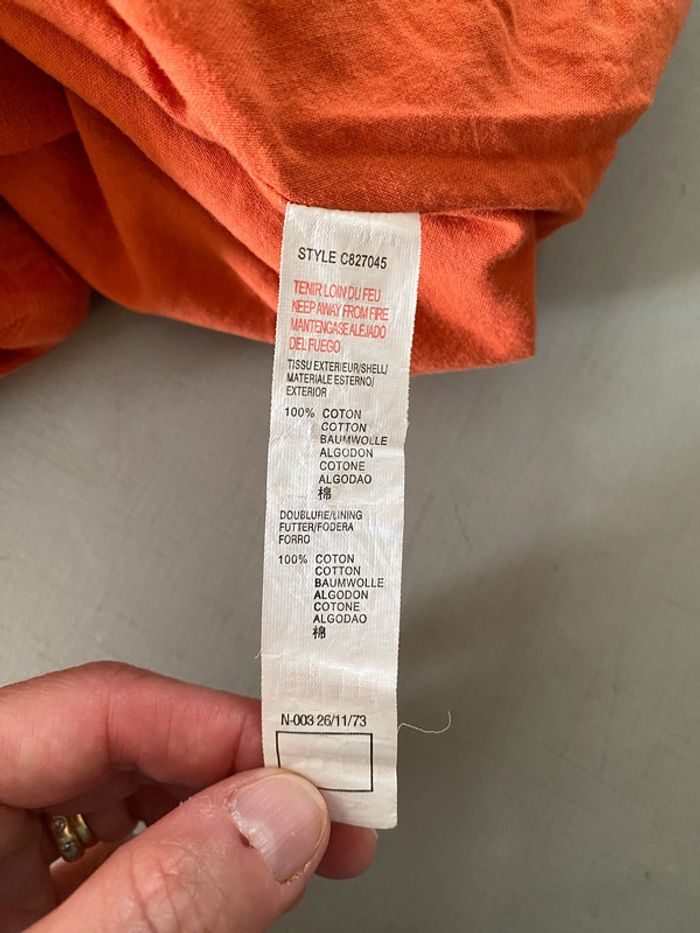 STYLE C827045
TENIR LOIN DU FEU
KEEP AWAY FROM FIRE
MANTENGASE ALEJADO
DEL FUEGO
TISSU EXTERIEUR/SHELL/
MATERIALE ESTERNO/
EXTERIOR
100% COTON
COTTON
BAUMWOLLE
ALGODON
COTONE
ALGODAO
棉
DOUBLURE/LINING
FUTTER/FODERA
FORRO
100% COTON
COTTON
BAUMWOLLE
ALGODON
COTONE
ALGODAO
棉
N-003 26/11/73